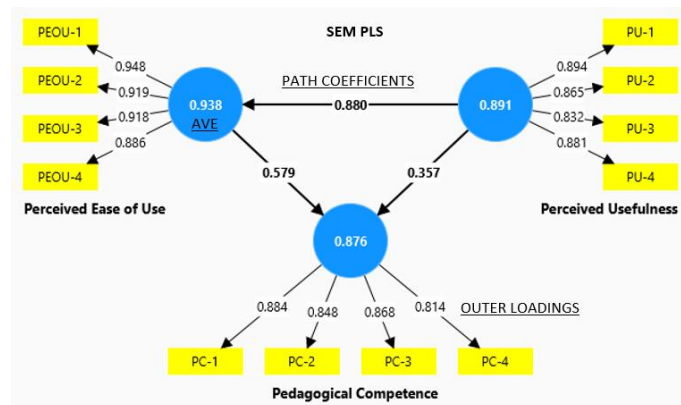 SEM PLS
PEOU-1
PEOU-2
PEOU-3
PEOU-4
0.948
0.919
0.918
0.886
0.938
AVE
Perceived Ease of Use
PATH COEFFICIENTS
0.880
0.891
0.894
0.865
0.832
0.881
PU-1
PU-2
PU-3
PU-4
Perceived Usefulness
0.579
0.357
0.876
0.884
0.848
0.868
0.814
OUTER LOADINGS
PC-1
PC-2
PC-3
PC-4
Pedagogical Competence